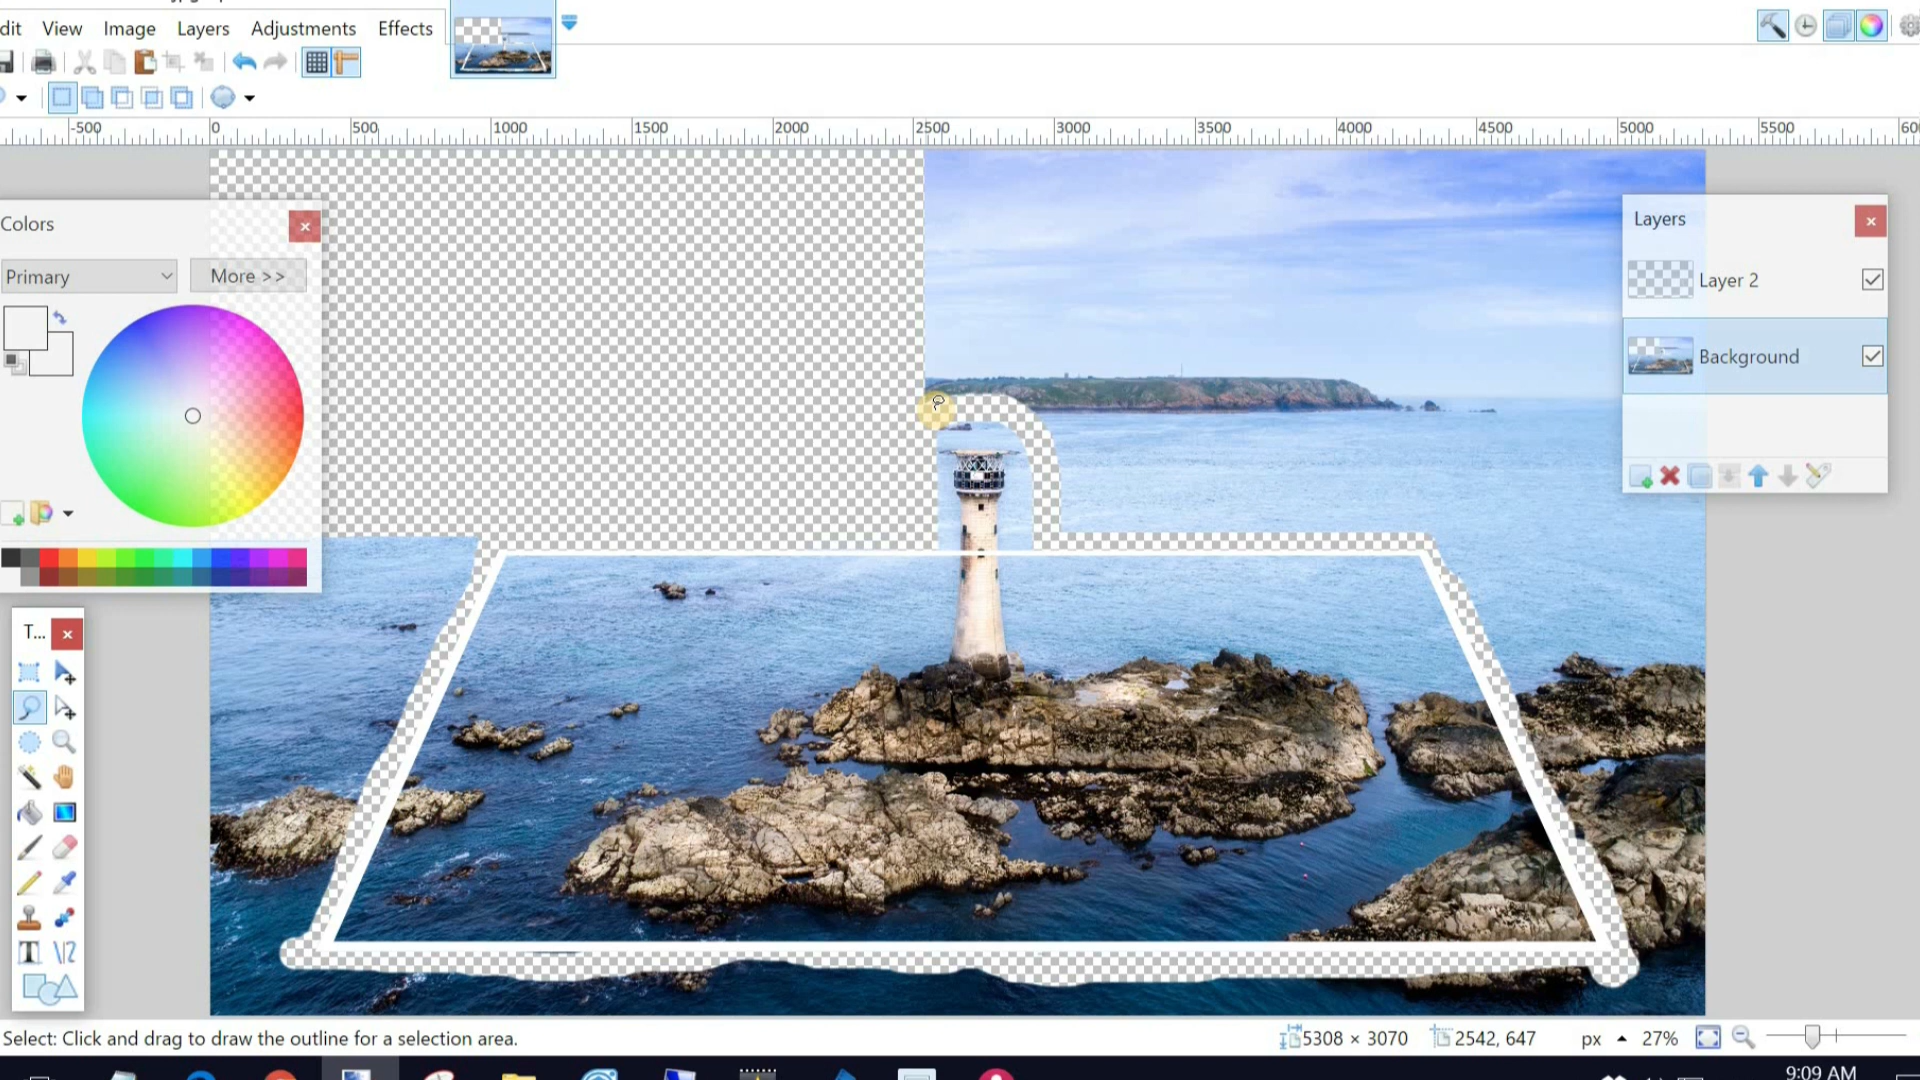 dit View Image Layers Adjustments Effects
-500 0 500 1000 1500 2000 2500 3000 3500 4000 4500 5000 5500
Colors
Primary More >>
Layers
Layer 2
Background
T...
Select: Click and drag to draw the outline for a selection area. 5308 × 3070 2542, 647 px 27%
9:09 AM